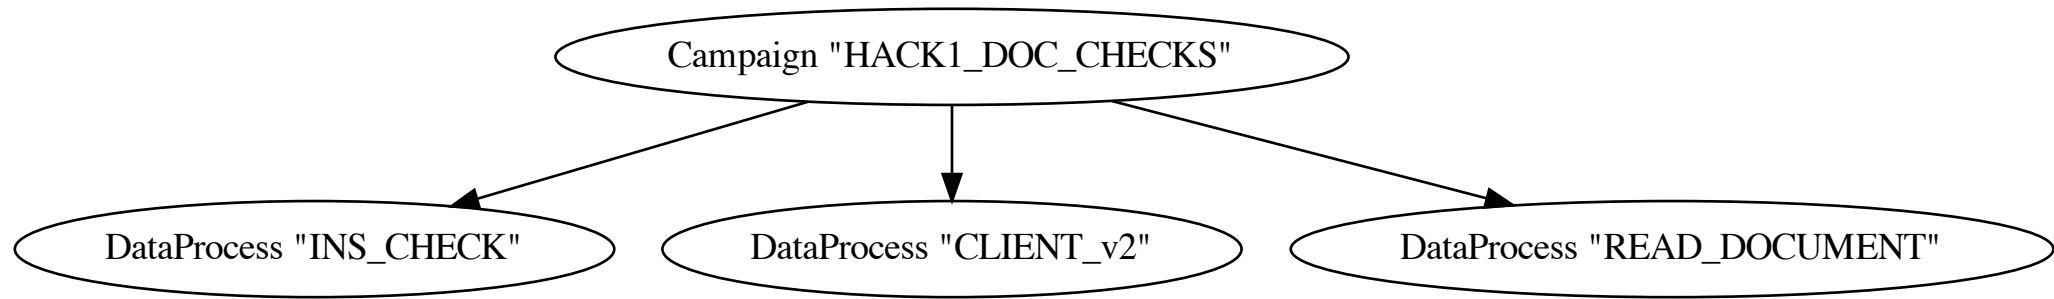 Campaign "HACK1_DOC_CHECKS"
DataProcess "INS_CHECK"
DataProcess "CLIENT_v2"
DataProcess "READ_DOCUMENT"